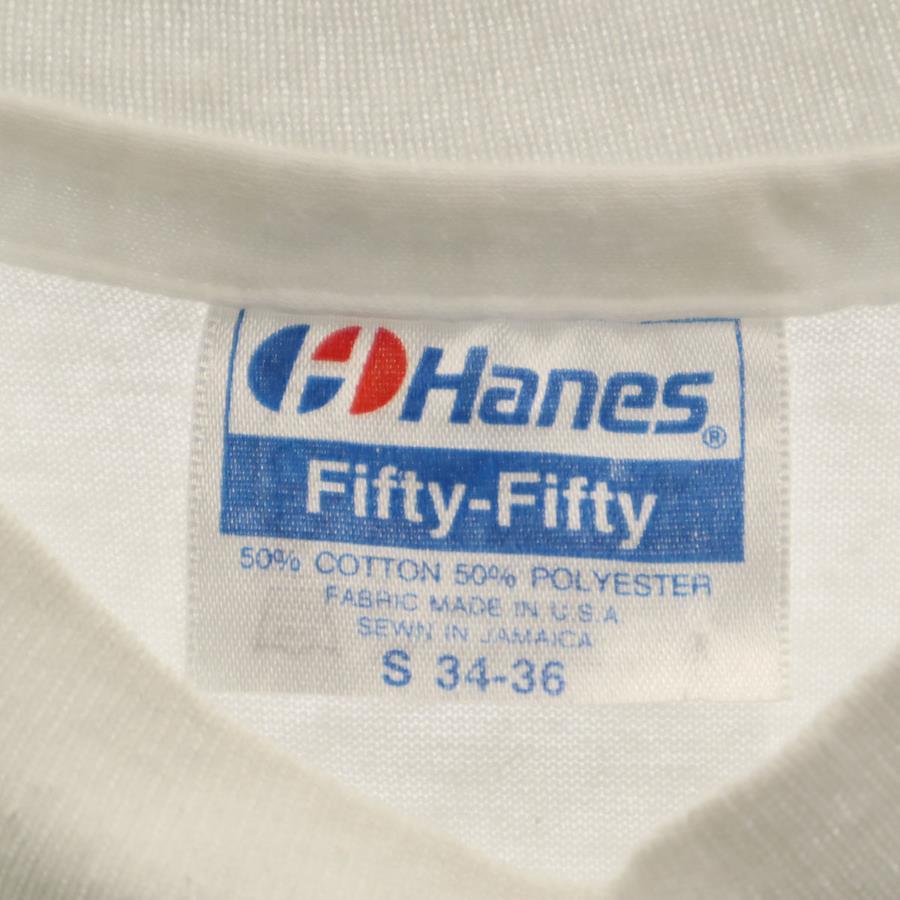 Hanes®
Fifty-Fifty
50% COTTON 50% POLYESTER
FABRIC MADE IN U.S.A
SEWN IN JAMAICA
S 34-36